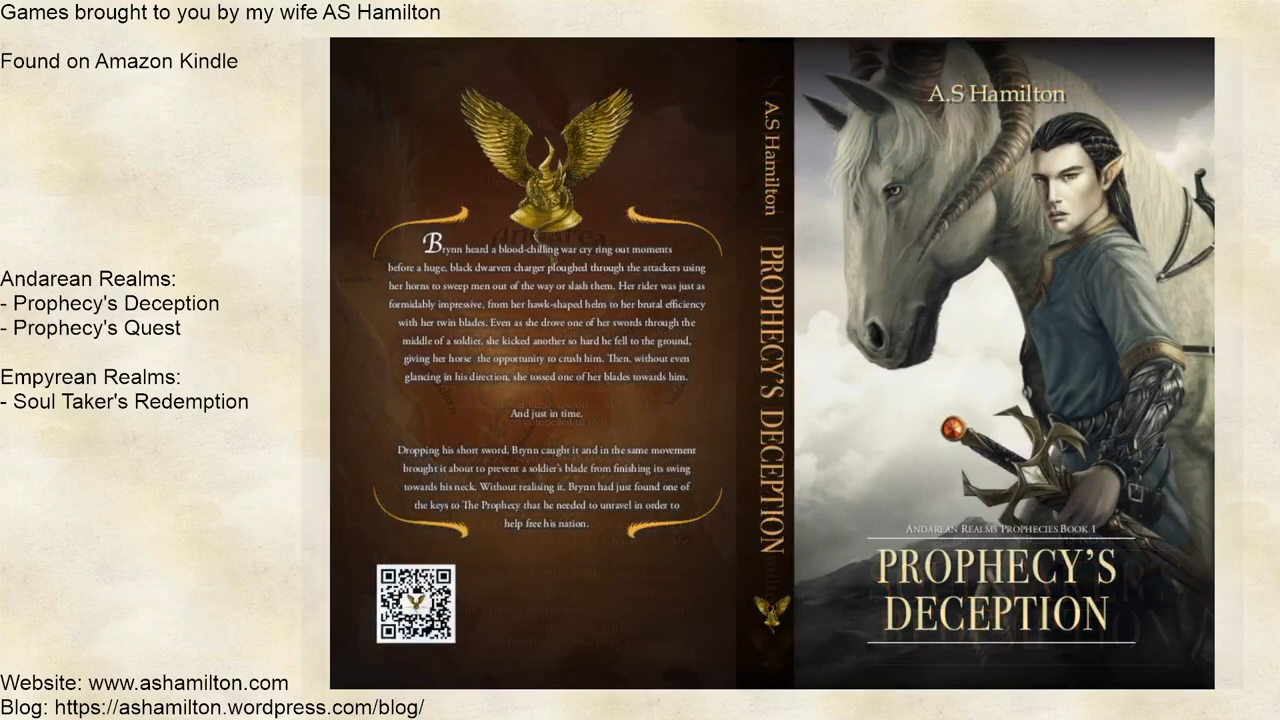 Games brought to you by my wife AS Hamilton
Found on Amazon Kindle
Andarean Realms:
- Prophecy's Deception
- Prophecy's Quest
Empyrean Realms:
- Soul Taker's Redemption
Website: www.ashamilton.com
Blog: https://ashamilton.wordpress.com/blog/
Brynn heard a blood-chilling war cry ring out moments
before a huge, black dwarven charger ploughed through the attackers using
her horns to sweep men out of the way or slash them. Her rider was just as
formidably impressive, from her hawk-shaped helm to her brutal efficiency
with her twin blades. Even as she drove one of her swords through the
middle of a soldier, she kicked another so hard he fell to the ground,
giving her horse the opportunity to crush him. Then, without even
glancing in his direction, she tossed one of her blades towards him.
And just in time.
Dropping his short sword, Brynn caught it and in the same movement
brought it about to prevent a soldier's blade from finishing its swing
towards his neck. Without realising it, Brynn had just found one of
the keys to The Prophecy that he needed to unravel in order to
help free his nation.
A.S Hamilton PROPHECY'S DECEPTION
A.S Hamilton
ANDAREAN REALMS PROPHECIES BOOK 1
PROPHECY'S
DECEPTION